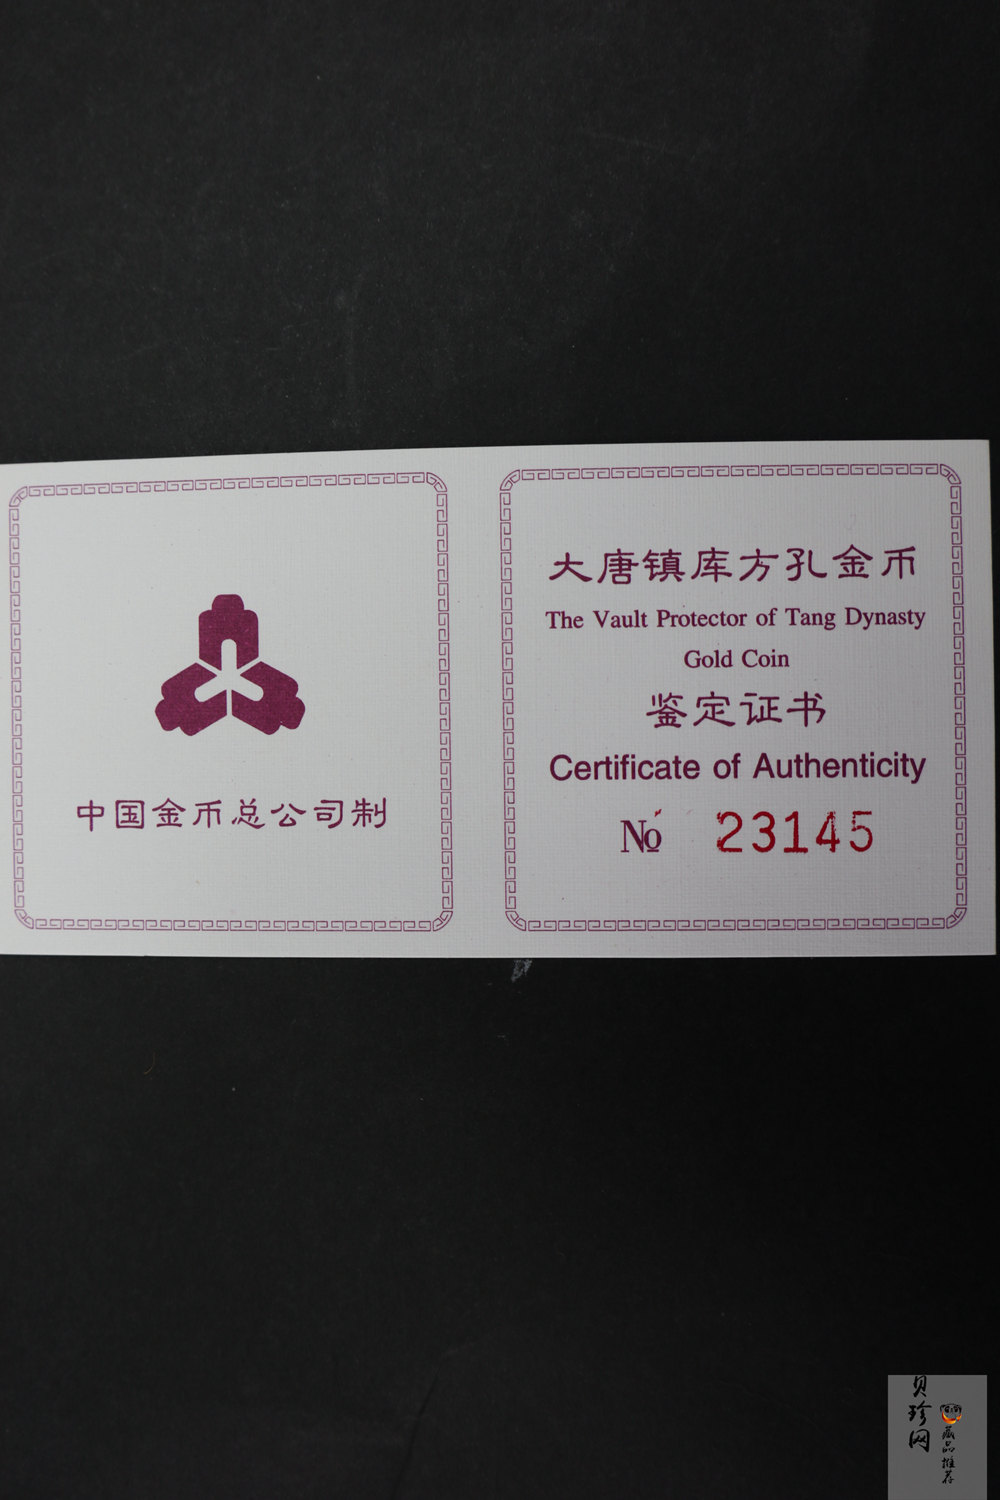 中国金币总公司制
大唐镇库方孔金币
The Vault Protector of Tang Dynasty
Gold Coin
鉴定证书
Certificate of Authenticity
№ 23145
贝珍网
藏品推荐